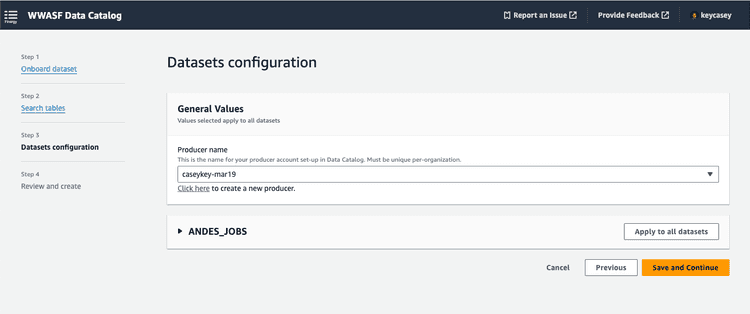 WWASF Data Catalog
Report an Issue
Provide Feedback
keycasey
Step 1
Onboard dataset
Step 2
Search tables
Step 3
Datasets configuration
Step 4
Review and create
Datasets configuration
General Values
Values selected apply to all datasets
Producer name
This is the name for your producer account set-up in Data Catalog. Must be unique per-organization.
caseykey-mar19
Click here to create a new producer.
ANDES_JOBS
Apply to all datasets
Cancel
Previous
Save and Continue